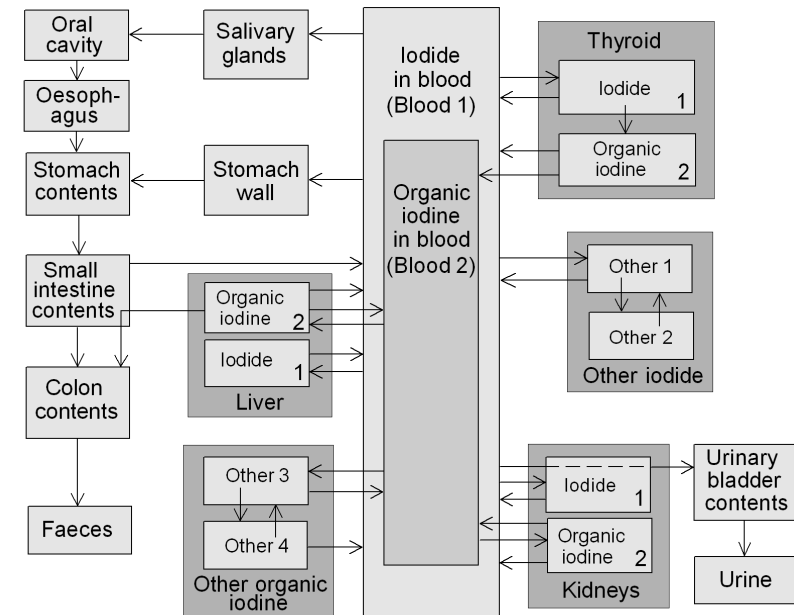 Oral
cavity
Salivary
glands
Iodide
in blood
(Blood 1)
Thyroid
Iodide
1
Organic
iodine
2
Oesoph-
agus
Stomach
contents
Stomach
wall
Organic
iodine
in blood
(Blood 2)
Small
intestine
contents
Organic
iodine
2
Iodide
1
Liver
Other 1
Other 2
Other iodide
Colon
contents
Other 3
Other 4
Other organic
iodine
Faeces
Iodide
1
Organic
iodine
2
Kidneys
Urinary
bladder
contents
Urine